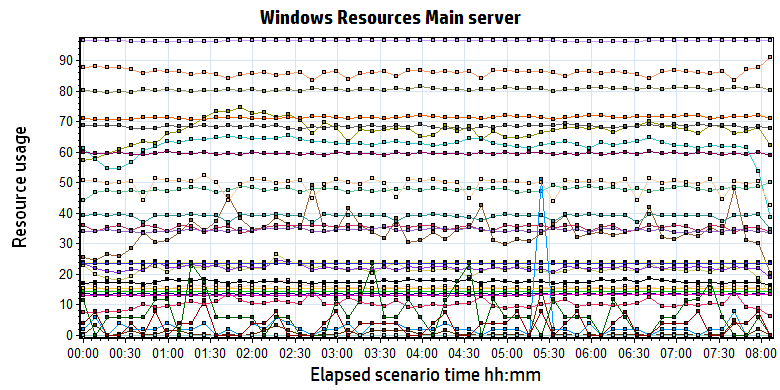 Windows Resources Main server
Resource usage
90
80
70
60
50
40
30
20
10
0
00:00 00:30 01:00 01:30 02:00 02:30 03:00 03:30 04:00 04:30 05:00 05:30 06:00 06:30 07:00 07:30 08:00
Elapsed scenario time hh:mm